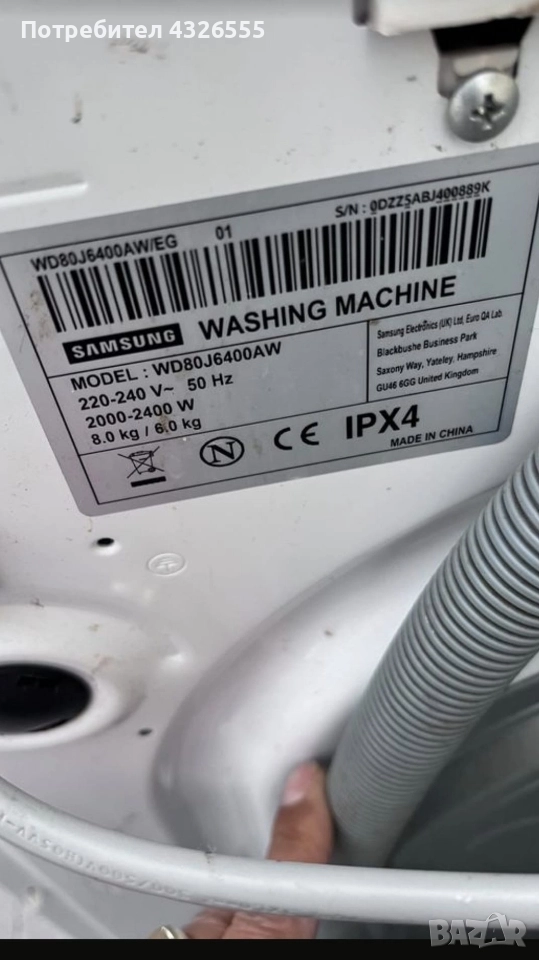 Потребител 4326555
WD80J6400AW/EG 01 S/N : 0DZZ5ABJ400889K
SAMSUNG WASHING MACHINE
MODEL : WD80J6400AW
220-240 V~ 50 Hz
2000-2400 W
8.0 kg / 6.0 kg
Samsung Electronics (UK) Ltd, Euro QA Lab.
Blackbushe Business Park
Saxony Way, Yateley, Hampshire
GU46 6GG United Kingdom
N CE IPX4
MADE IN CHINA
BAZAR